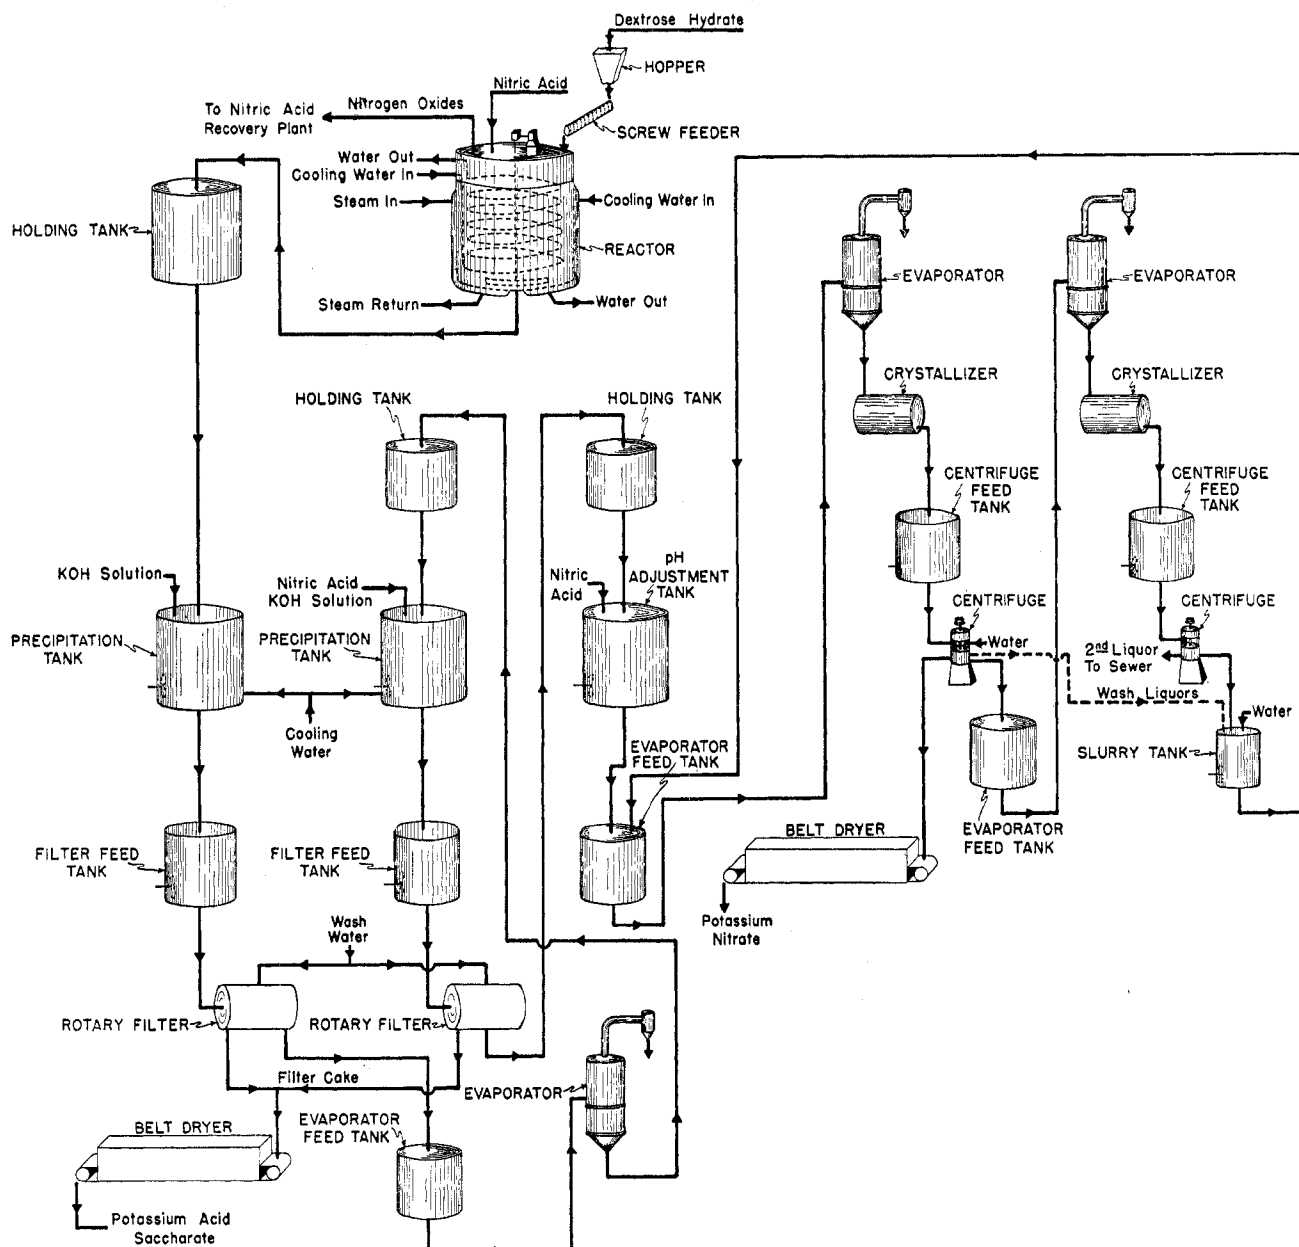 Dextrose Hydrate
HOPPER
Nitric Acid
SCREW FEEDER
To Nitric Acid
Recovery Plant
Nitrogen Oxides
Water Out
Cooling Water In
Steam In
Cooling Water In
REACTOR
Steam Return
Water Out
HOLDING TANK
HOLDING TANK
HOLDING TANK
EVAPORATOR
EVAPORATOR
CRYSTALLIZER
CRYSTALLIZER
CENTRIFUGE
FEED
TANK
CENTRIFUGE
FEED
TANK
KOH Solution
Nitric Acid
KOH Solution
Nitric
Acid
pH
ADJUSTMENT
TANK
PRECIPITATION
TANK
PRECIPITATION
TANK
CENTRIFUGE
Water
CENTRIFUGE
2nd Liquor
To Sewer
Wash Liquors
Water
SLURRY TANK
Cooling
Water
EVAPORATOR
FEED TANK
EVAPORATOR
FEED TANK
BELT DRYER
Potassium
Nitrate
FILTER FEED
TANK
FILTER FEED
TANK
Wash
Water
ROTARY FILTER
ROTARY FILTER
Filter Cake
EVAPORATOR
EVAPORATOR
FEED TANK
BELT DRYER
Potassium Acid
Saccharate